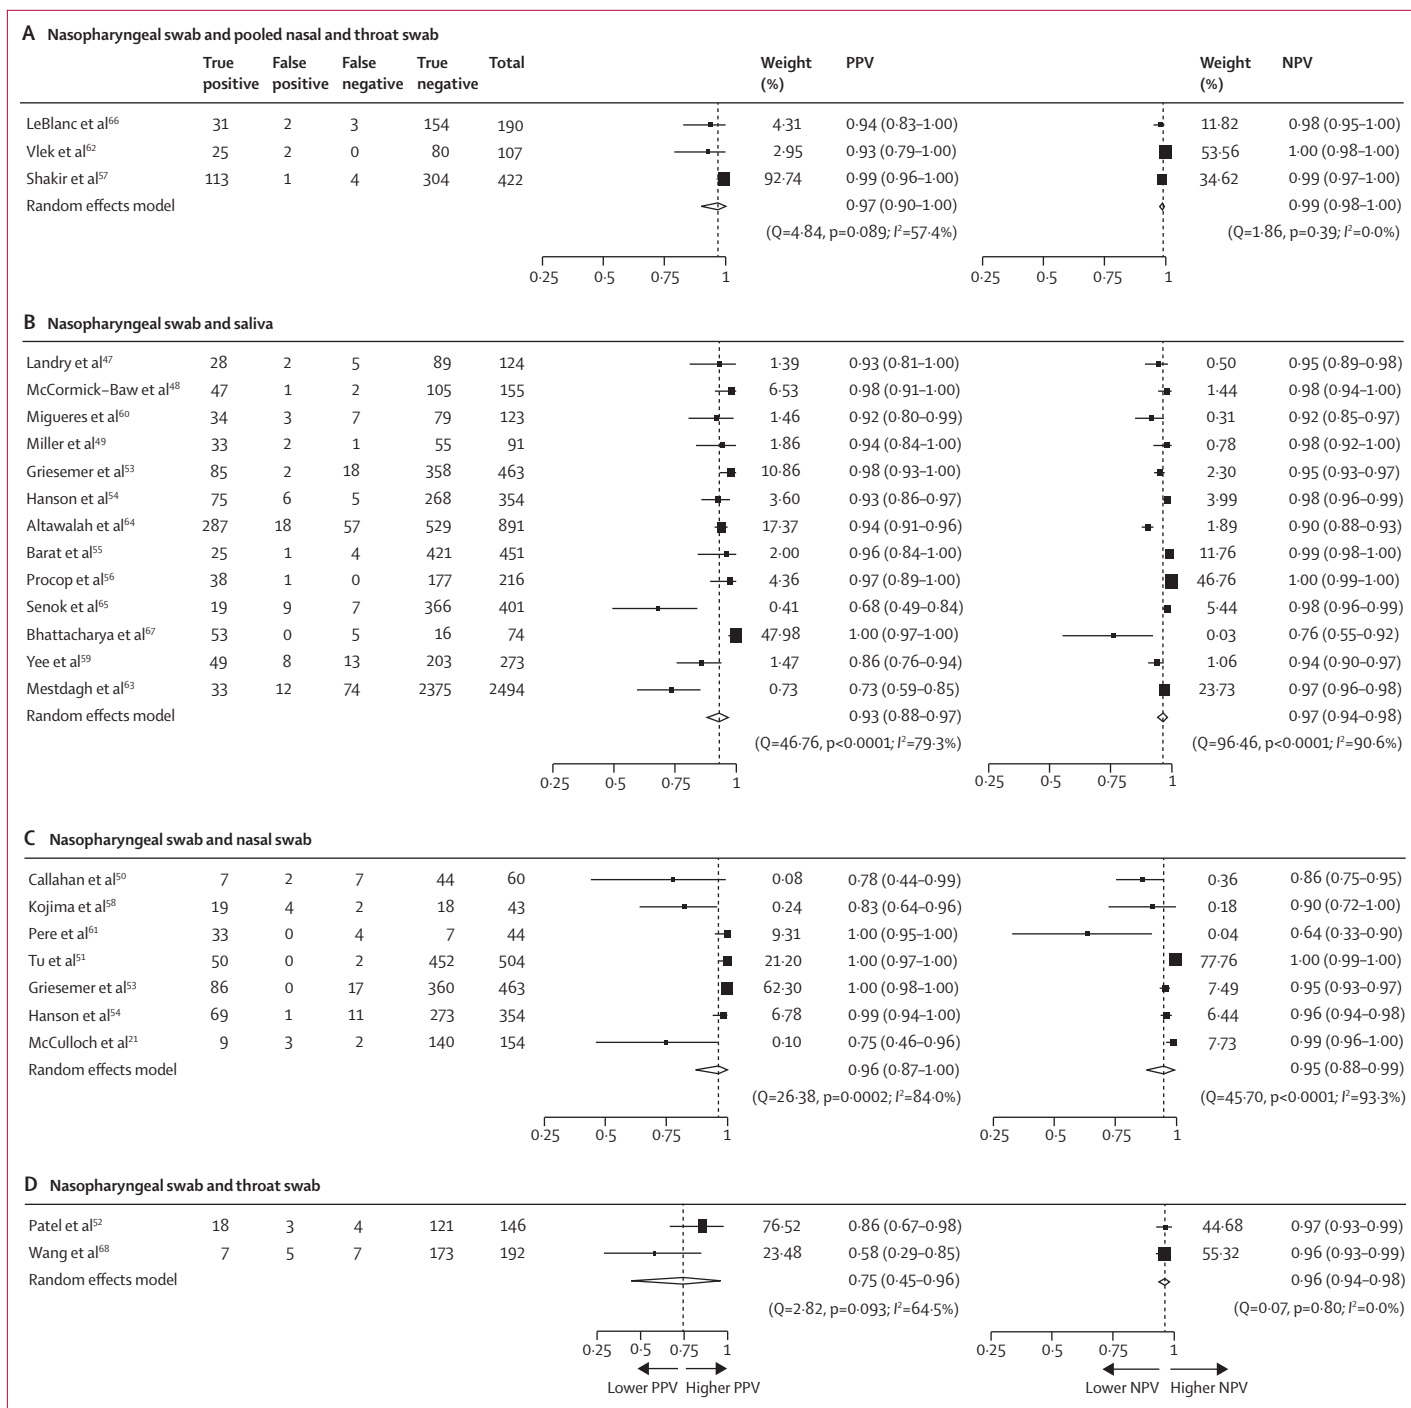 A Nasopharyngeal swab and pooled nasal and throat swab
True positive False positive False negative True negative Total Weight (%) PPV Weight (%) NPV
LeBlanc et al66 31 2 3 154 190 4·31 0·94 (0·83–1·00) 11·82 0·98 (0·95–1·00)
Vlek et al62 25 2 0 80 107 2·95 0·93 (0·79–1·00) 53·56 1·00 (0·98–1·00)
Shakir et al57 113 1 4 304 422 92·74 0·99 (0·96–1·00) 34·62 0·99 (0·97–1·00)
Random effects model 0·97 (0·90–1·00) 0·99 (0·98–1·00)
(Q=4·84, p=0·089; I2=57·4%) (Q=1·86, p=0·39; I2=0·0%)
0·25 0·5 0·75 1 0·25 0·5 0·75 1
B Nasopharyngeal swab and saliva
Landry et al47 28 2 5 89 124 1·39 0·93 (0·81–1·00) 0·50 0·95 (0·89–0·98)
McCormick–Baw et al48 47 1 2 105 155 6·53 0·98 (0·91–1·00) 1·44 0·98 (0·94–1·00)
Migueres et al60 34 3 7 79 123 1·46 0·92 (0·80–0·99) 0·31 0·92 (0·85–0·97)
Miller et al49 33 2 1 55 91 1·86 0·94 (0·84–1·00) 0·78 0·98 (0·92–1·00)
Griesemer et al53 85 2 18 358 463 10·86 0·98 (0·93–1·00) 2·30 0·95 (0·93–0·97)
Hanson et al54 75 6 5 268 354 3·60 0·93 (0·86–0·97) 3·99 0·98 (0·96–0·99)
Altawalah et al64 287 18 57 529 891 17·37 0·94 (0·91–0·96) 1·89 0·90 (0·88–0·93)
Barat et al55 25 1 4 421 451 2·00 0·96 (0·84–1·00) 11·76 0·99 (0·98–1·00)
Procop et al56 38 1 0 177 216 4·36 0·97 (0·89–1·00) 46·76 1·00 (0·99–1·00)
Senok et al65 19 9 7 366 401 0·41 0·68 (0·49–0·84) 5·44 0·98 (0·96–0·99)
Bhattacharya et al67 53 0 5 16 74 47·98 1·00 (0·97–1·00) 0·03 0·76 (0·55–0·92)
Yee et al59 49 8 13 203 273 1·47 0·86 (0·76–0·94) 1·06 0·94 (0·90–0·97)
Mestdagh et al63 33 12 74 2375 2494 0·73 0·73 (0·59–0·85) 23·73 0·97 (0·96–0·98)
Random effects model 0·93 (0·88–0·97) 0·97 (0·94–0·98)
(Q=46·76, p<0·0001; I2=79·3%) (Q=96·46, p<0·0001; I2=90·6%)
0·25 0·5 0·75 1 0·25 0·5 0·75 1
C Nasopharyngeal swab and nasal swab
Callahan et al50 7 2 7 44 60 0·08 0·78 (0·44–0·99) 0·36 0·86 (0·75–0·95)
Kojima et al58 19 4 2 18 43 0·24 0·83 (0·64–0·96) 0·18 0·90 (0·72–1·00)
Pere et al61 33 0 4 7 44 9·31 1·00 (0·95–1·00) 0·04 0·64 (0·33–0·90)
Tu et al51 50 0 2 452 504 21·20 1·00 (0·97–1·00) 77·76 1·00 (0·99–1·00)
Griesemer et al53 86 0 17 360 463 62·30 1·00 (0·98–1·00) 7·49 0·95 (0·93–0·97)
Hanson et al54 69 1 11 273 354 6·78 0·99 (0·94–1·00) 6·44 0·96 (0·94–0·98)
McCulloch et al21 9 3 2 140 154 0·10 0·75 (0·46–0·96) 7·73 0·99 (0·96–1·00)
Random effects model 0·96 (0·87–1·00) 0·95 (0·88–0·99)
(Q=26·38, p=0·0002; I2=84·0%) (Q=45·70, p<0·0001; I2=93·3%)
0·25 0·5 0·75 1 0·25 0·5 0·75 1
D Nasopharyngeal swab and throat swab
Patel et al52 18 3 4 121 146 76·52 0·86 (0·67–0·98) 44·68 0·97 (0·93–0·99)
Wang et al68 7 5 7 173 192 23·48 0·58 (0·29–0·85) 55·32 0·96 (0·93–0·99)
Random effects model 0·75 (0·45–0·96) 0·96 (0·94–0·98)
(Q=2·82, p=0·093; I2=64·5%) (Q=0·07, p=0·80; I2=0·0%)
0·25 0·5 0·75 1 0·25 0·5 0·75 1
Lower PPV Higher PPV Lower NPV Higher NPV